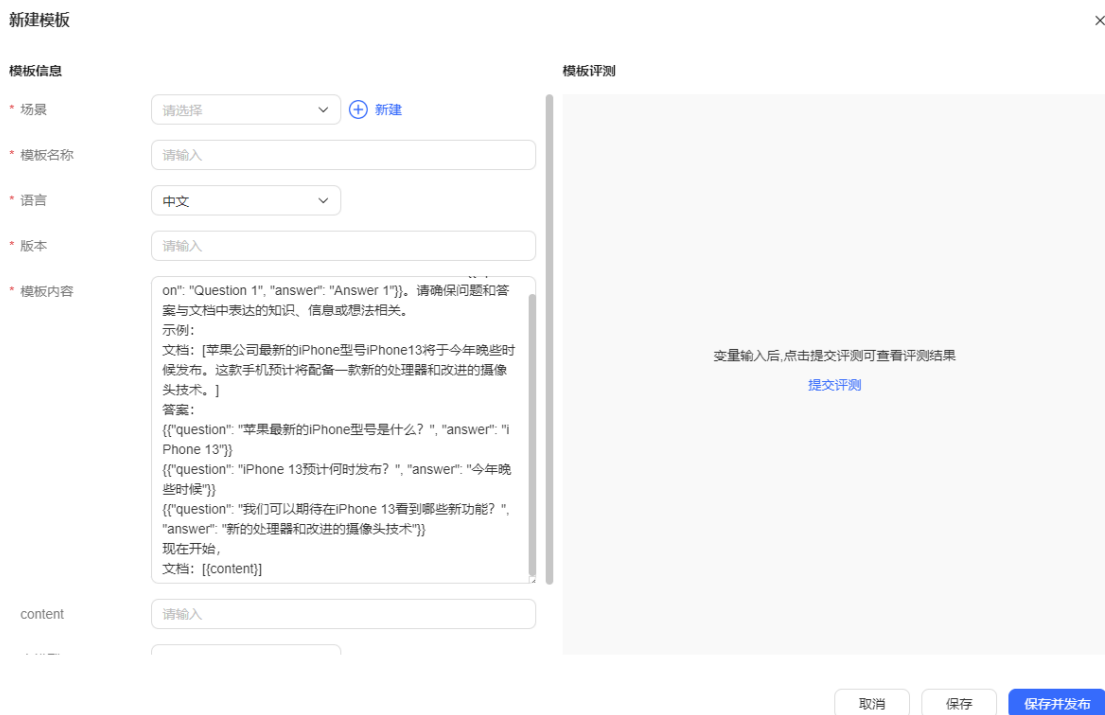 新建模板
模板信息
模板评测
* 场景
请选择
新建
* 模板名称
请输入
* 语言
中文
* 版本
请输入
* 模板内容
on": "Question 1", "answer": "Answer 1"}}。请确保问题和答
案与文档中表达的知识、信息或想法相关。
示例：
文档：[苹果公司最新的iPhone型号iPhone13将于今年晚些时
候发布。这款手机预计将配备一款新的处理器和改进的摄像
头技术。]
答案：
{{"question": "苹果最新的iPhone型号是什么？", "answer": "i
Phone 13"}}
{{"question": "iPhone 13预计何时发布？", "answer": "今年晚
些时候"}}
{{"question": "我们可以期待在iPhone 13看到哪些新功能？",
"answer": "新的处理器和改进的摄像头技术"}}
现在开始，
文档：[{{content}}]
变量输入后,点击提交评测可查看评测结果
提交评测
content
请输入
取消
保存
保存并发布